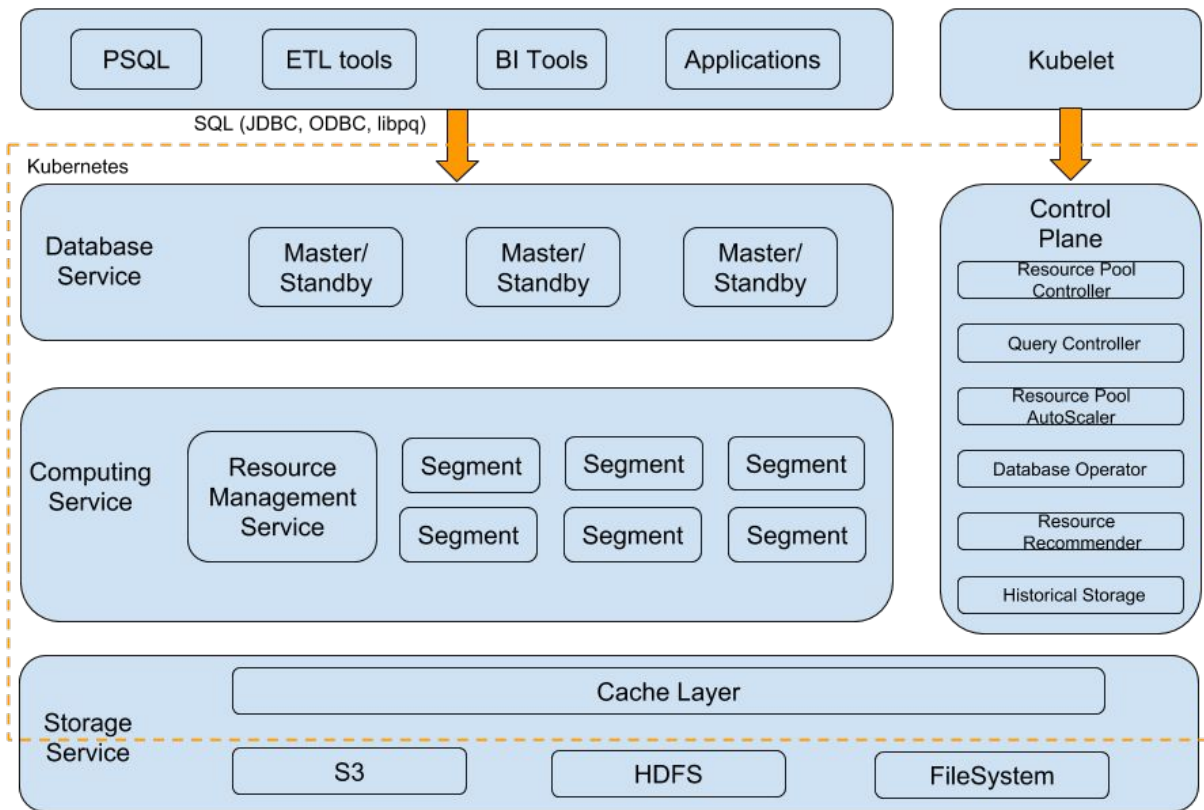 PSQL
ETL tools
BI Tools
Applications
Kubelet
SQL (JDBC, ODBC, libpq)
Kubernetes
Database
Service
Master/
Standby
Master/
Standby
Master/
Standby
Control
Plane
Resource Pool
Controller
Query Controller
Resource Pool
AutoScaler
Database Operator
Resource
Recommender
Historical Storage
Computing
Service
Resource
Management
Service
Segment
Segment
Segment
Segment
Segment
Segment
Storage
Service
Cache Layer
S3
HDFS
FileSystem